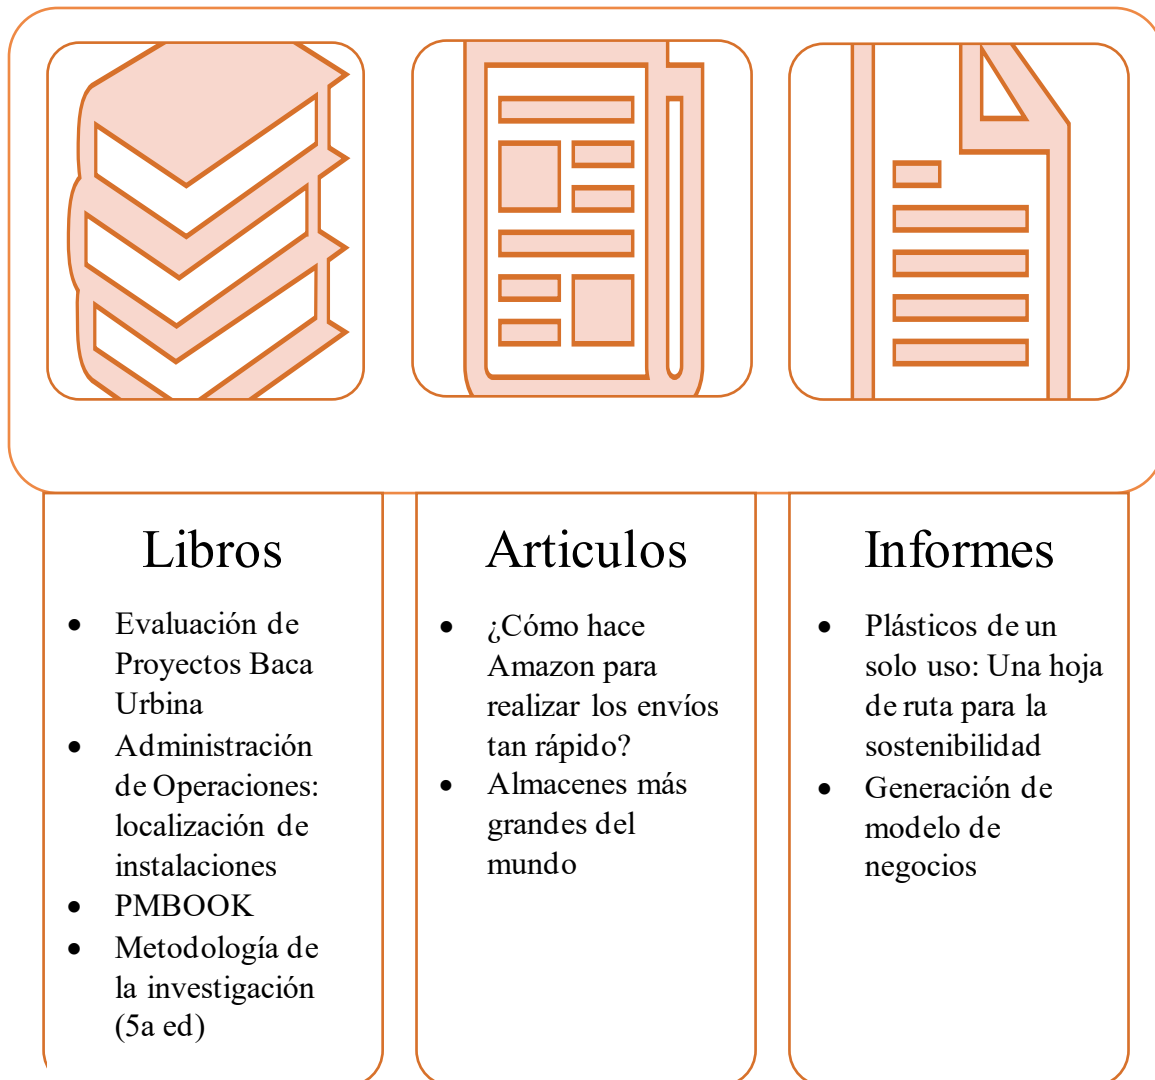 Libros
• Evaluación de
Proyectos Baca
Urbina
• Administración
de Operaciones:
localización de
instalaciones
• PMBOOK
• Metodología de
la investigación
(5a ed)
Articulos
• ¿Cómo hace
Amazon para
realizar los envíos
tan rápido?
• Almacenes más
grandes del
mundo
Informes
• Plásticos de un
solo uso: Una hoja
de ruta para la
sostenibilidad
• Generación de
modelo de
negocios